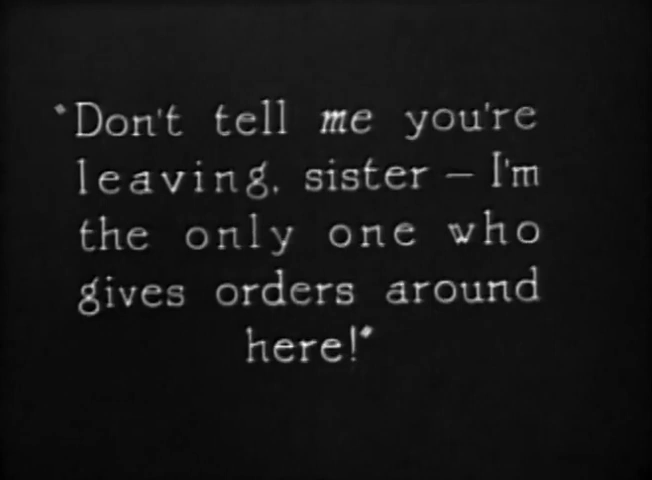 "Don't tell me you're
leaving, sister — I'm
the only one who
gives orders around
here!"